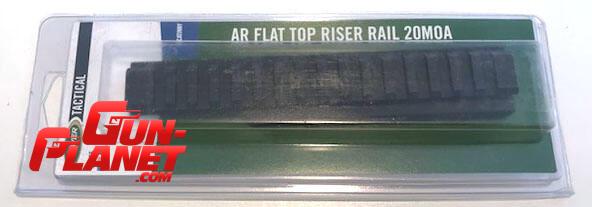 AR FLAT TOP RISER RAIL 20MOA
TACTICAL
GUN-
PLANET
.COM